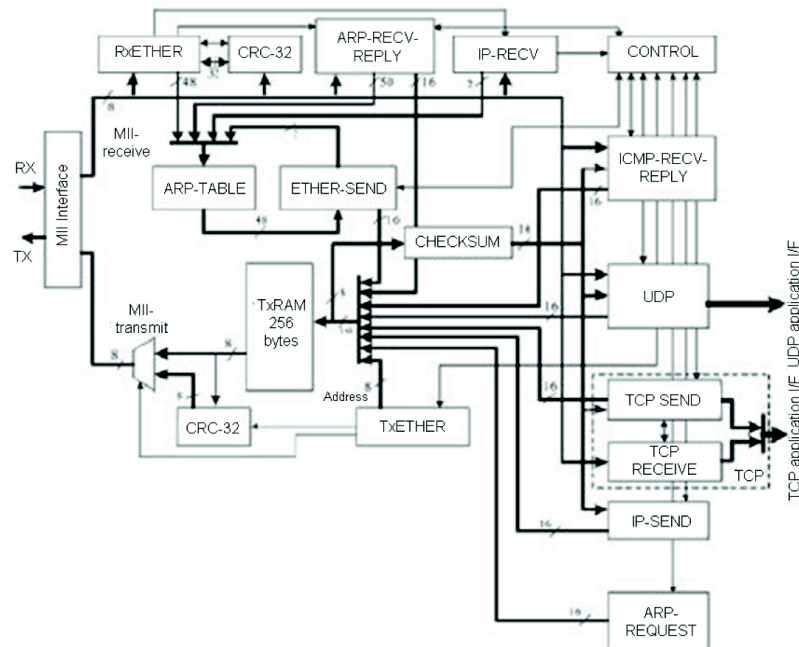 RxETHER
CRC-32
ARP-RECV-
REPLY
IP-RECV
CONTROL
32
48
50
16
8
MII-
receive
RX
TX
MII Interface
ARP-TABLE
ETHER-SEND
ICMP-RECV-
REPLY
48
16
16
CHECKSUM
14
TxRAM
256
bytes
UDP
16
MII-
transmit
8
8
8
Address
8
16
CRC-32
TxETHER
TCP SEND
TCP
RECEIVE
TCP
IP-SEND
16
ARP-
REQUEST
16
UDP application I/F
TCP application I/F